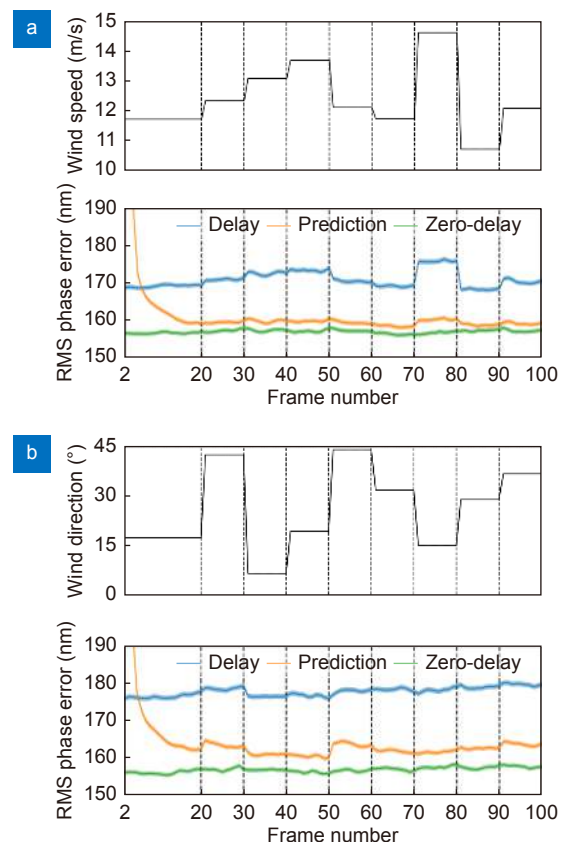 a
Wind speed (m/s)
15
14
13
12
11
10
RMS phase error (nm)
190
180
170
160
150
Delay Prediction Zero-delay
2 20 30 40 50 60 70 80 90 100
Frame number
b
Wind direction (°)
45
30
15
0
RMS phase error (nm)
190
180
170
160
150
Delay Prediction Zero-delay
2 20 30 40 50 60 70 80 90 100
Frame number